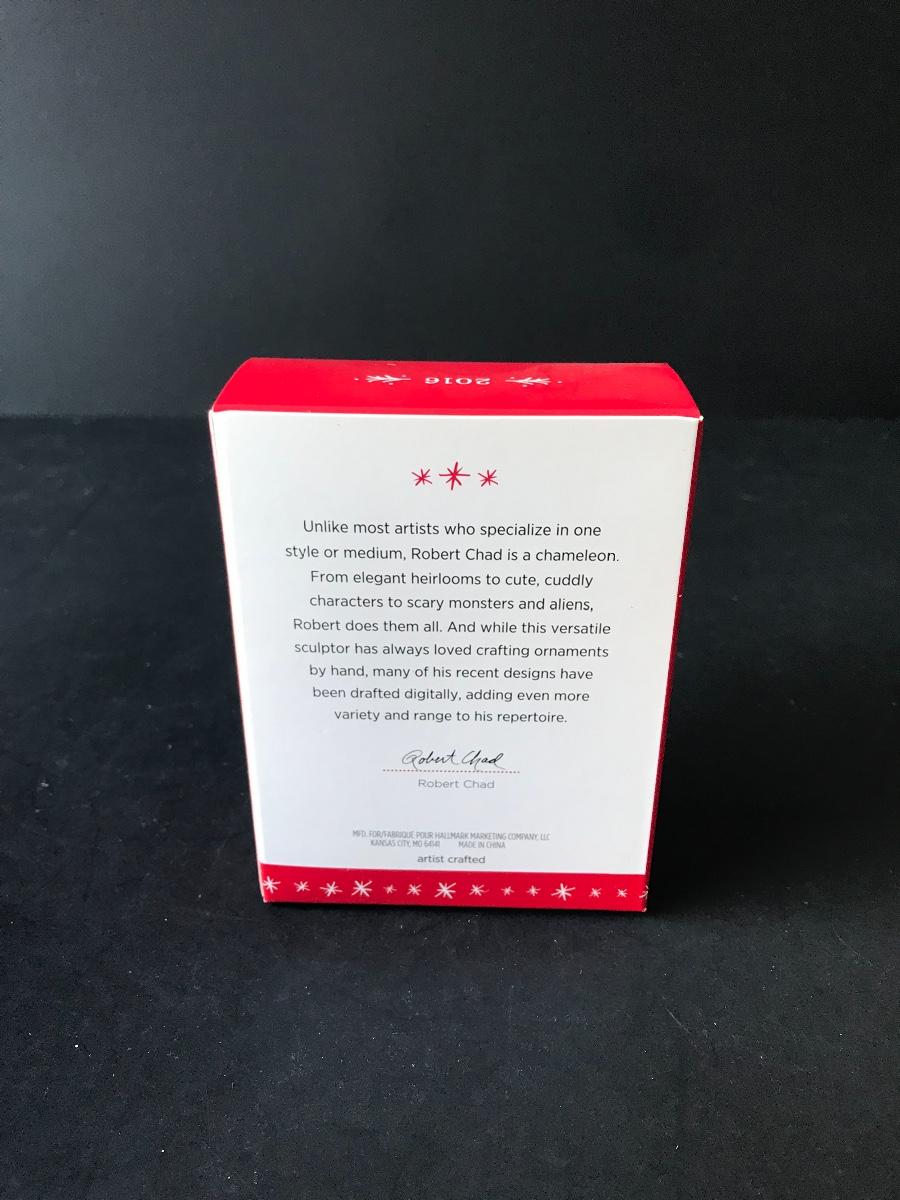 2016
Unlike most artists who specialize in one
style or medium, Robert Chad is a chameleon.
From elegant heirlooms to cute, cuddly
characters to scary monsters and aliens,
Robert does them all. And while this versatile
sculptor has always loved crafting ornaments
by hand, many of his recent designs have
been drafted digitally, adding even more
variety and range to his repertoire.
Robert Chad
Robert Chad
MFD. FOR/FABRIQUÉ POUR HALLMARK MARKETING COMPANY, LLC
KANSAS CITY, MO 64141 MADE IN CHINA
artist crafted